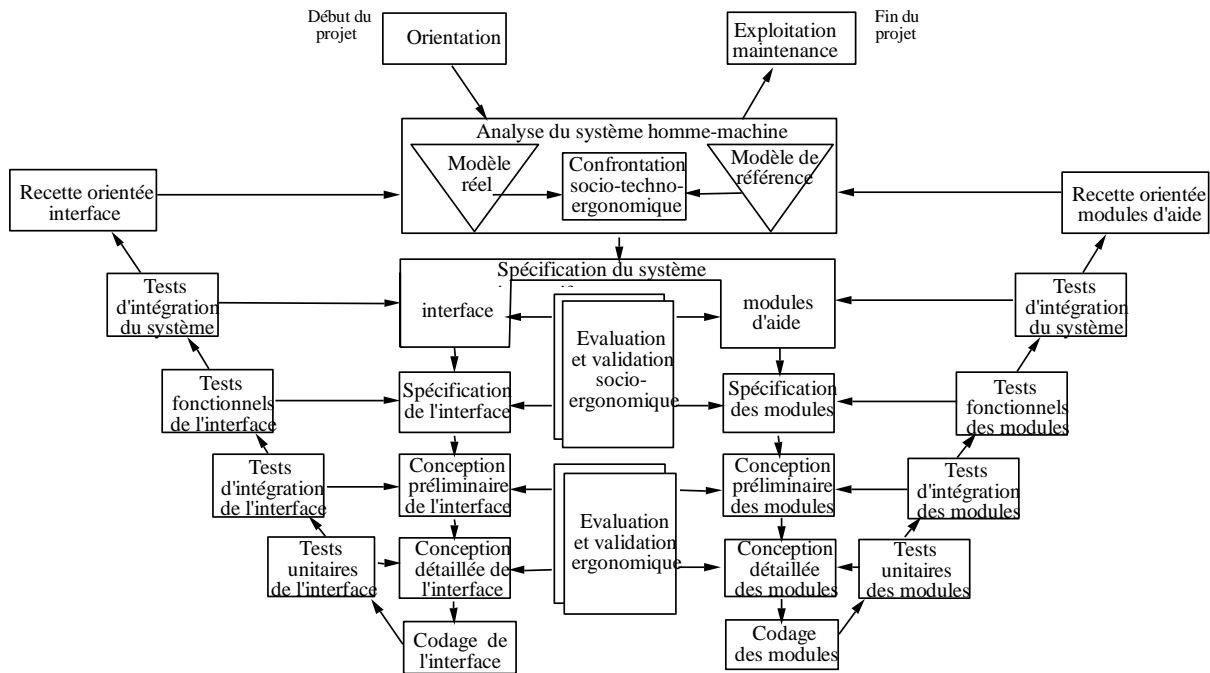 Début du
projet
Orientation
Exploitation
maintenance
Fin du
projet
Analyse du système homme-machine
Modèle
réel
Confrontation
socio-techno-
ergonomique
Modèle de
référence
Recette orientée
interface
Recette orientée
modules d'aide
Spécification du système
Tests
d'intégration
du système
interface
Evaluation
et validation
socio-
ergonomique
modules
d'aide
Tests
d'intégration
du système
Tests
fonctionnels
de l'interface
Spécification
de l'interface
Spécification
des modules
Tests
fonctionnels
des modules
Tests
d'intégration
de l'interface
Conception
préliminaire
de l'interface
Evaluation
et validation
ergonomique
Conception
préliminaire
des modules
Tests
d'intégration
des modules
Tests
unitaires
de l'interface
Conception
détaillée de
l'interface
Conception
détaillée
des modules
Tests
unitaires
des modules
Codage de
l'interface
Codage
des modules